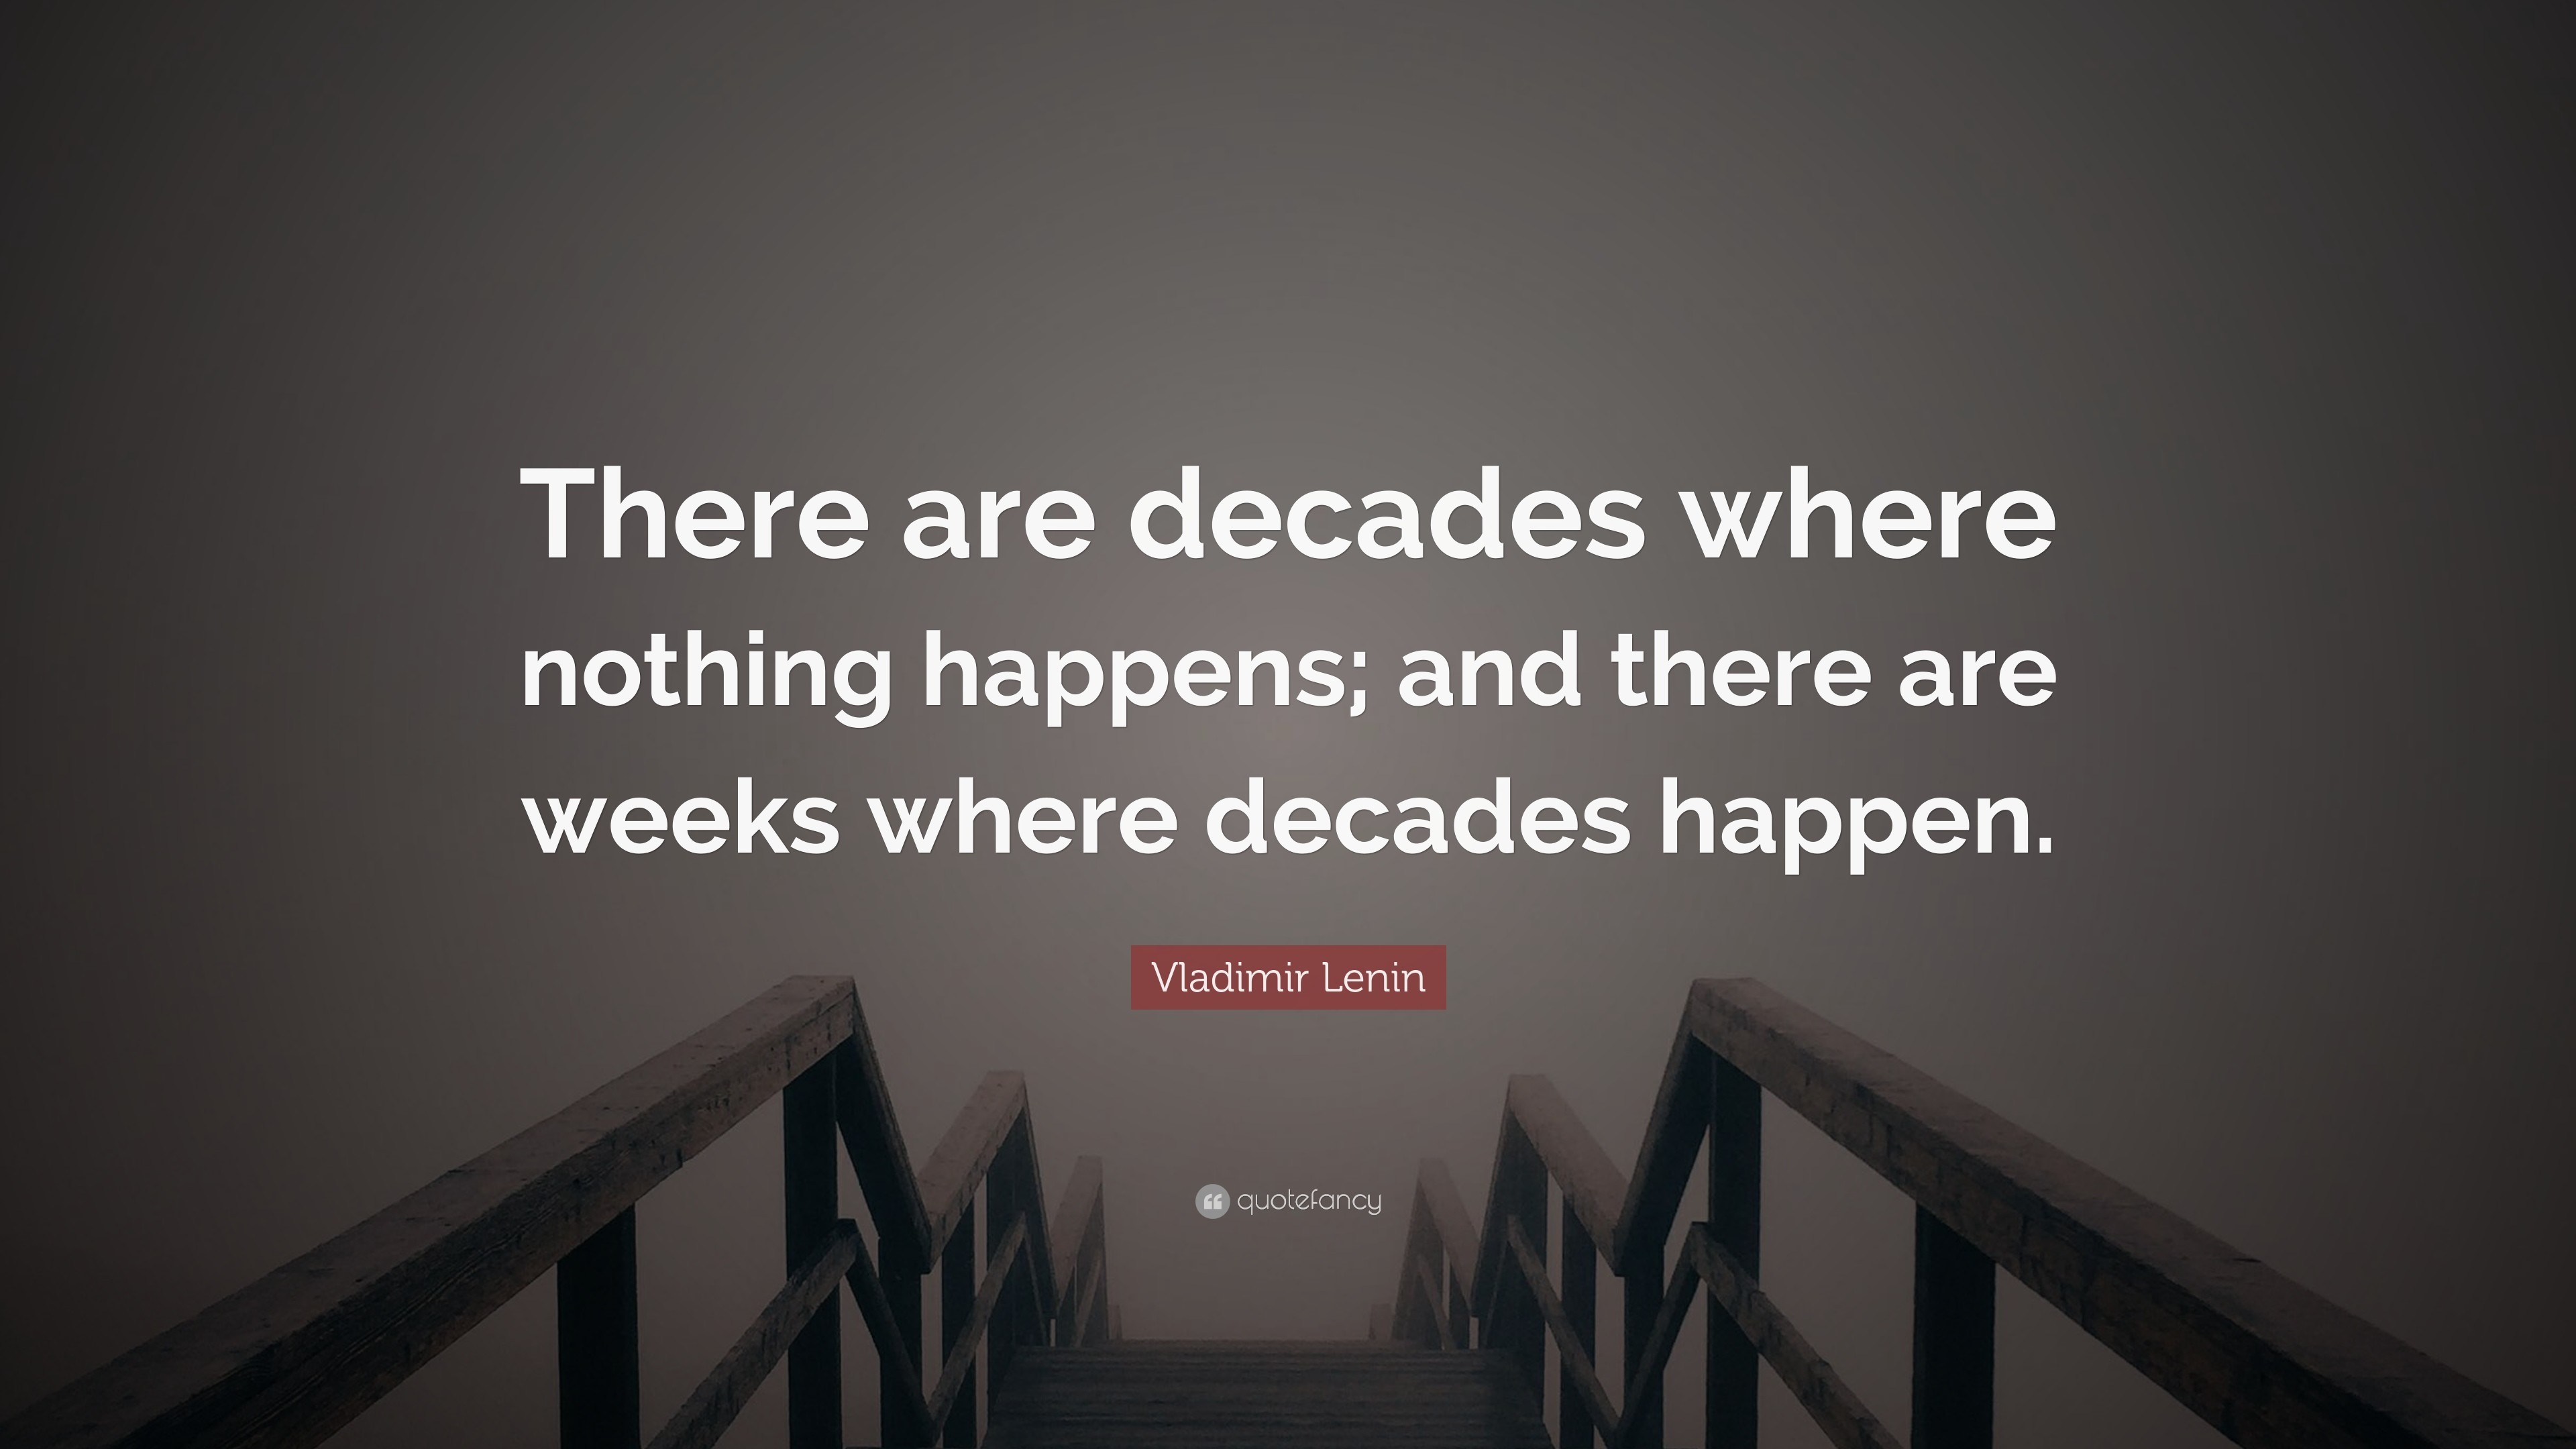 There are decades where
nothing happens; and there are
weeks where decades happen.
Vladimir Lenin
quotefancy